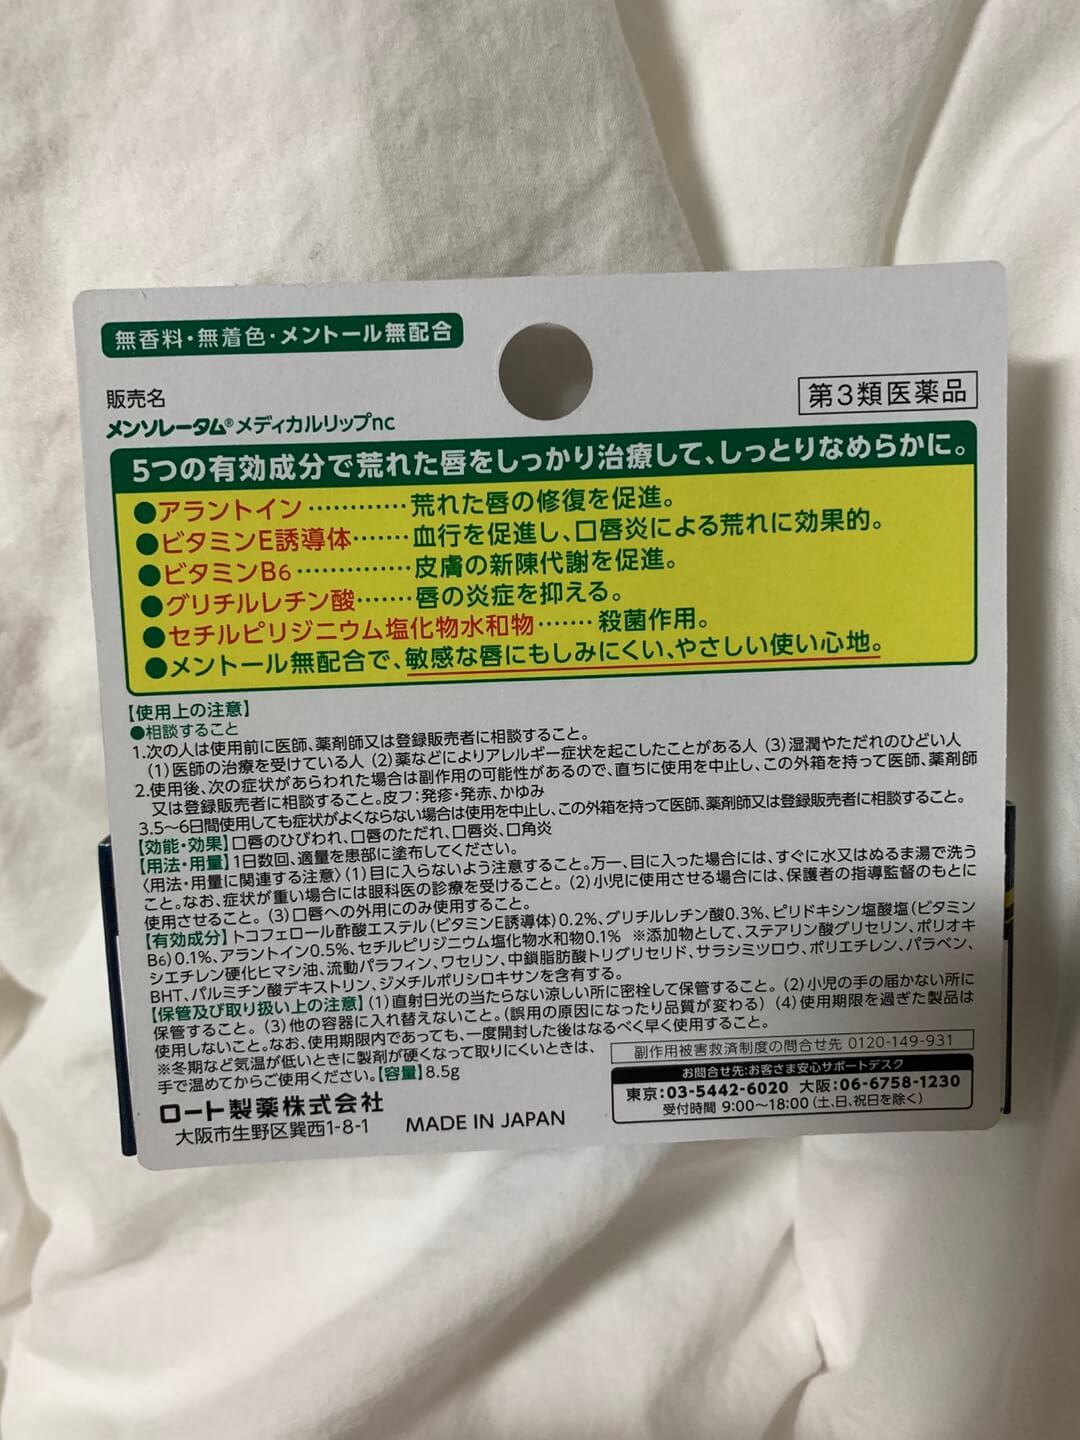 無香料・無着色・メントール無配合
販売名
メンソレータム®メディカルリップnc
第3類医薬品
5つの有効成分で荒れた唇をしっかり治療して、しっとりなめらかに。
●アラントイン…………荒れた唇の修復を促進。
●ビタミンE誘導体……血行を促進し、口唇炎による荒れに効果的。
●ビタミンB6……………皮膚の新陳代謝を促進。
●グリチルレチン酸……唇の炎症を抑える。
●セチルピリジニウム塩化物水和物……殺菌作用。
●メントール無配合で、敏感な唇にもしみにくい、やさしい使い心地。
【使用上の注意】
●相談すること
1.次の人は使用前に医師、薬剤師又は登録販売者に相談すること。
(1)医師の治療を受けている人 (2)薬などによりアレルギー症状を起こしたことがある人 (3)湿潤やただれのひどい人
2.使用後、次の症状があらわれた場合は副作用の可能性があるので、直ちに使用を中止し、この外箱を持って医師、薬剤師
又は登録販売者に相談すること。皮フ:発疹・発赤、かゆみ
3.5〜6日間使用しても症状がよくならない場合は使用を中止し、この外箱を持って医師、薬剤師又は登録販売者に相談すること。
【効能・効果】口唇のひびわれ、口唇のただれ、口唇炎、口角炎
【用法・用量】1日数回、適量を患部に塗布してください。
〈用法・用量に関連する注意〉(1)目に入らないよう注意すること。万一、目に入った場合には、すぐに水又はぬるま湯で洗う
こと。なお、症状が重い場合には眼科医の診療を受けること。(2)小児に使用させる場合には、保護者の指導監督のもとに
使用させること。(3)口唇への外用にのみ使用すること。
【有効成分】トコフェロール酢酸エステル(ビタミンE誘導体)0.2%、グリチルレチン酸0.3%、ピリドキシン塩酸塩(ビタミン
B6)0.1%、アラントイン0.5%、セチルピリジニウム塩化物水和物0.1% ※添加物として、ステアリン酸グリセリン、ポリオキ
シエチレン硬化ヒマシ油、流動パラフィン、ワセリン、中鎖脂肪酸トリグリセリド、サラシミツロウ、ポリエチレン、パラベン、
BHT、パルミチン酸デキストリン、ジメチルポリシロキサンを含有する。
【保管及び取り扱い上の注意】(1)直射日光の当たらない涼しい所に密栓して保管すること。(2)小児の手の届かない所に
保管すること。(3)他の容器に入れ替えないこと。(誤用の原因になったり品質が変わる) (4)使用期限を過ぎた製品は
使用しないこと。なお、使用期限内であっても、一度開封した後はなるべく早く使用すること。
※冬期など気温が低いときに製剤が硬くなって取りにくいときは、
手で温めてからご使用ください。【容量】8.5g
副作用被害救済制度の問合せ先 0120-149-931
お問合せ先:お客さま安心サポートデスク
東京:03-5442-6020 大阪:06-6758-1230
受付時間 9:00〜18:00(土、日、祝日を除く)
ロート製薬株式会社
大阪市生野区巽西1-8-1
MADE IN JAPAN